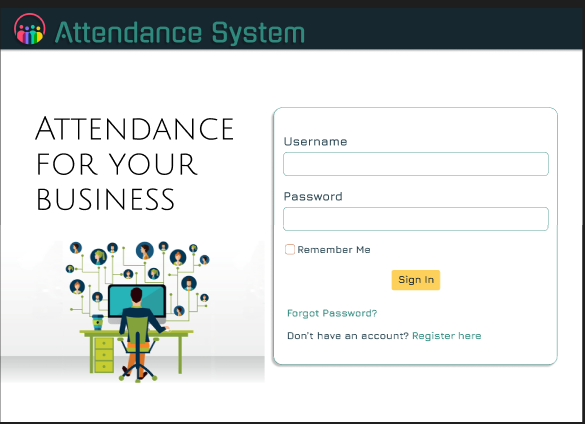 Attendance System
ATTENDANCE
FOR YOUR
BUSINESS
Username
Password
Remember Me
Sign In
Forgot Password?
Don't have an account? Register here